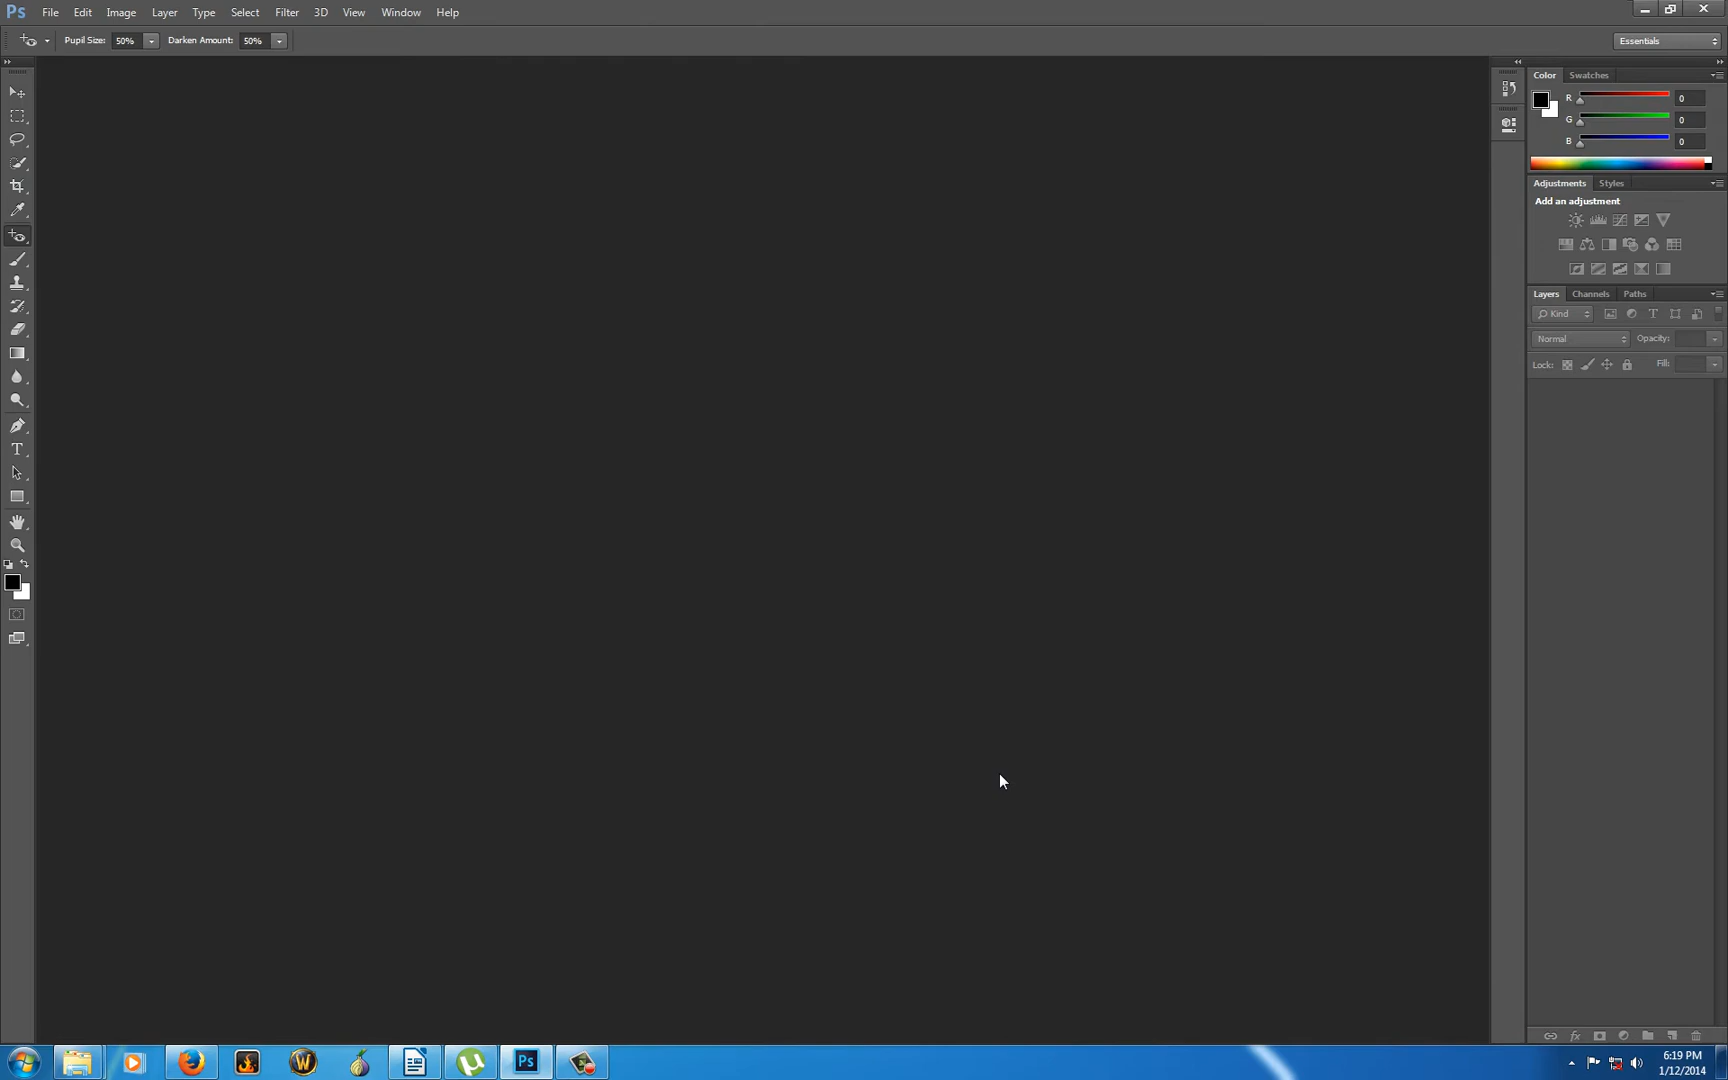 Ps File Edit Image Layer Type Select Filter 3D View Window Help
Pupil Size: 50% Darken Amount: 50% Essentials
Color Swatches
R 0
G 0
B 0
Adjustments Styles
Add an adjustment
Layers Channels Paths
Kind T
Normal Opacity:
Lock: Fill:
T
W Ps
6:19 PM
1/12/2014